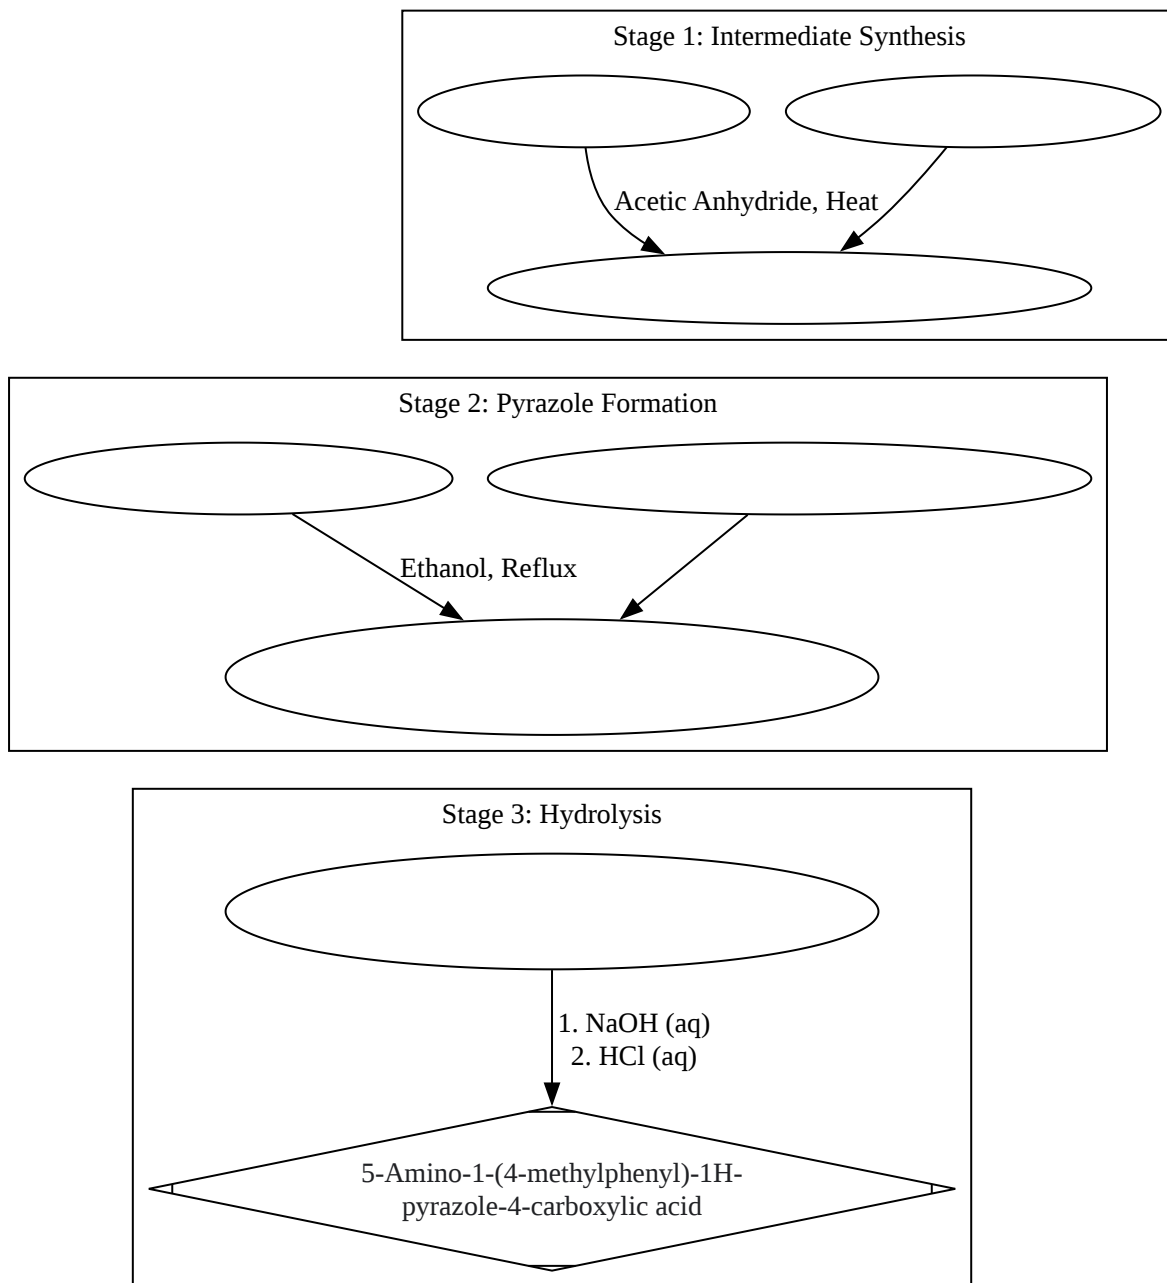 Stage 1: Intermediate Synthesis
Acetic Anhydride, Heat
Stage 2: Pyrazole Formation
Ethanol, Reflux
Stage 3: Hydrolysis
1. NaOH (aq)
2. HCl (aq)
5-Amino-1-(4-methylphenyl)-1H-
pyrazole-4-carboxylic acid